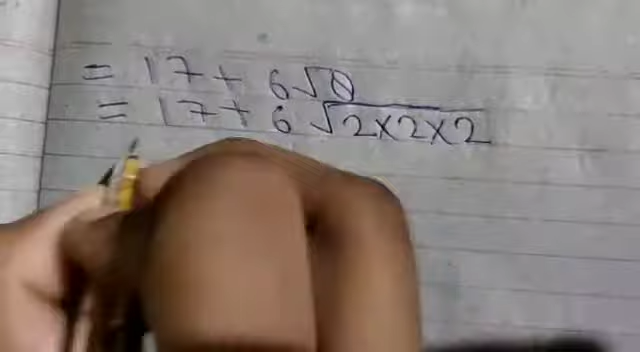 = 17 + 6√8
= 17 + 6√2×2×2